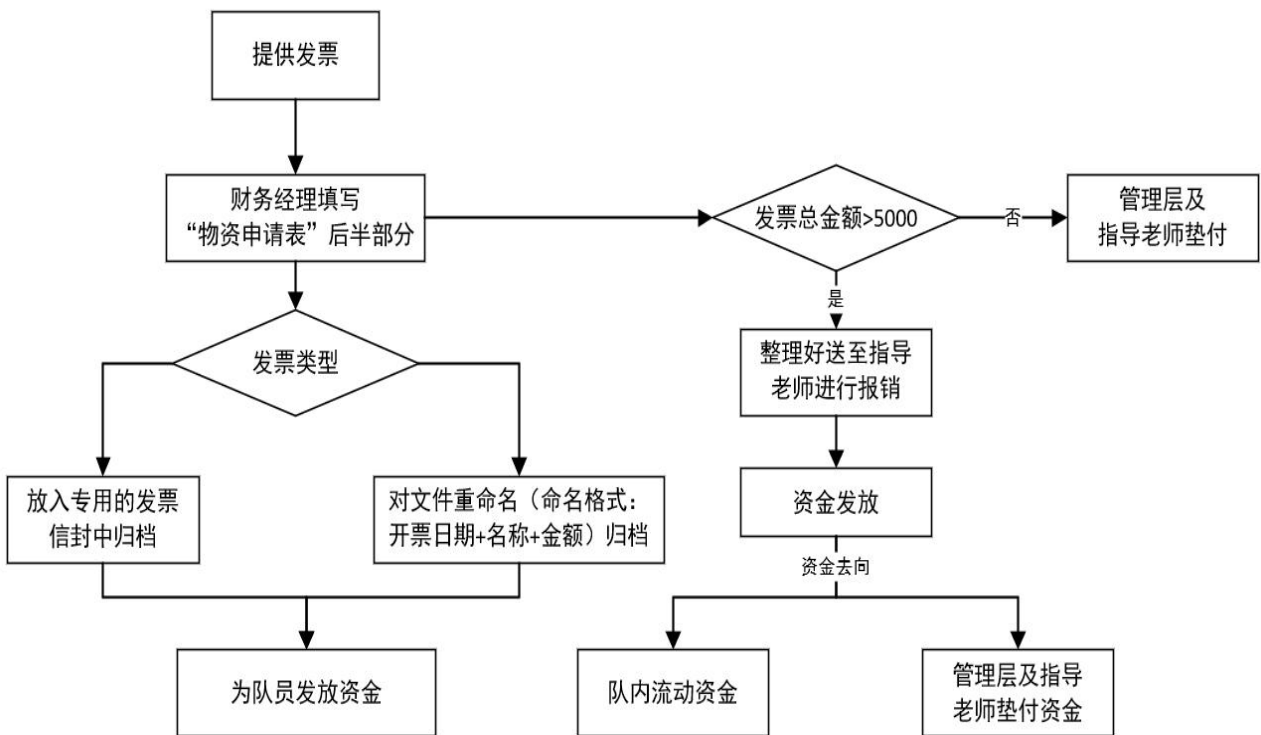 提供发票
财务经理填写
“物资申请表”后半部分
发票总金额>5000
否
管理层及
指导老师垫付
是
发票类型
整理好送至指导
老师进行报销
放入专用的发票
信封中归档
对文件重命名（命名格式：
开票日期+名称+金额）归档
资金发放
资金去向
为队员发放资金
队内流动资金
管理层及指导
老师垫付资金